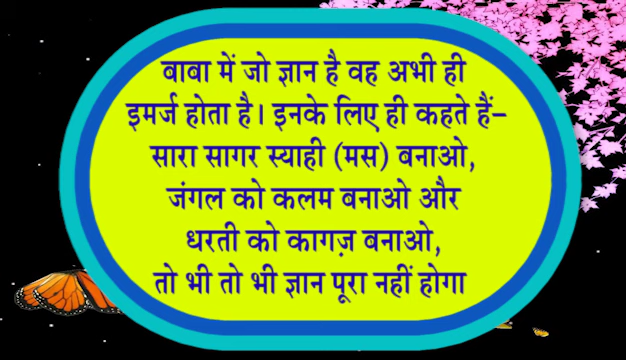 बाबा में जो ज्ञान है वह अभी ही
इमर्ज होता है। इनके लिए ही कहते हैं–
सारा सागर स्याही (मस) बनाओ,
जंगल को कलम बनाओ और
धरती को कागज़ बनाओ,
तो भी तो भी ज्ञान पूरा नहीं होगा